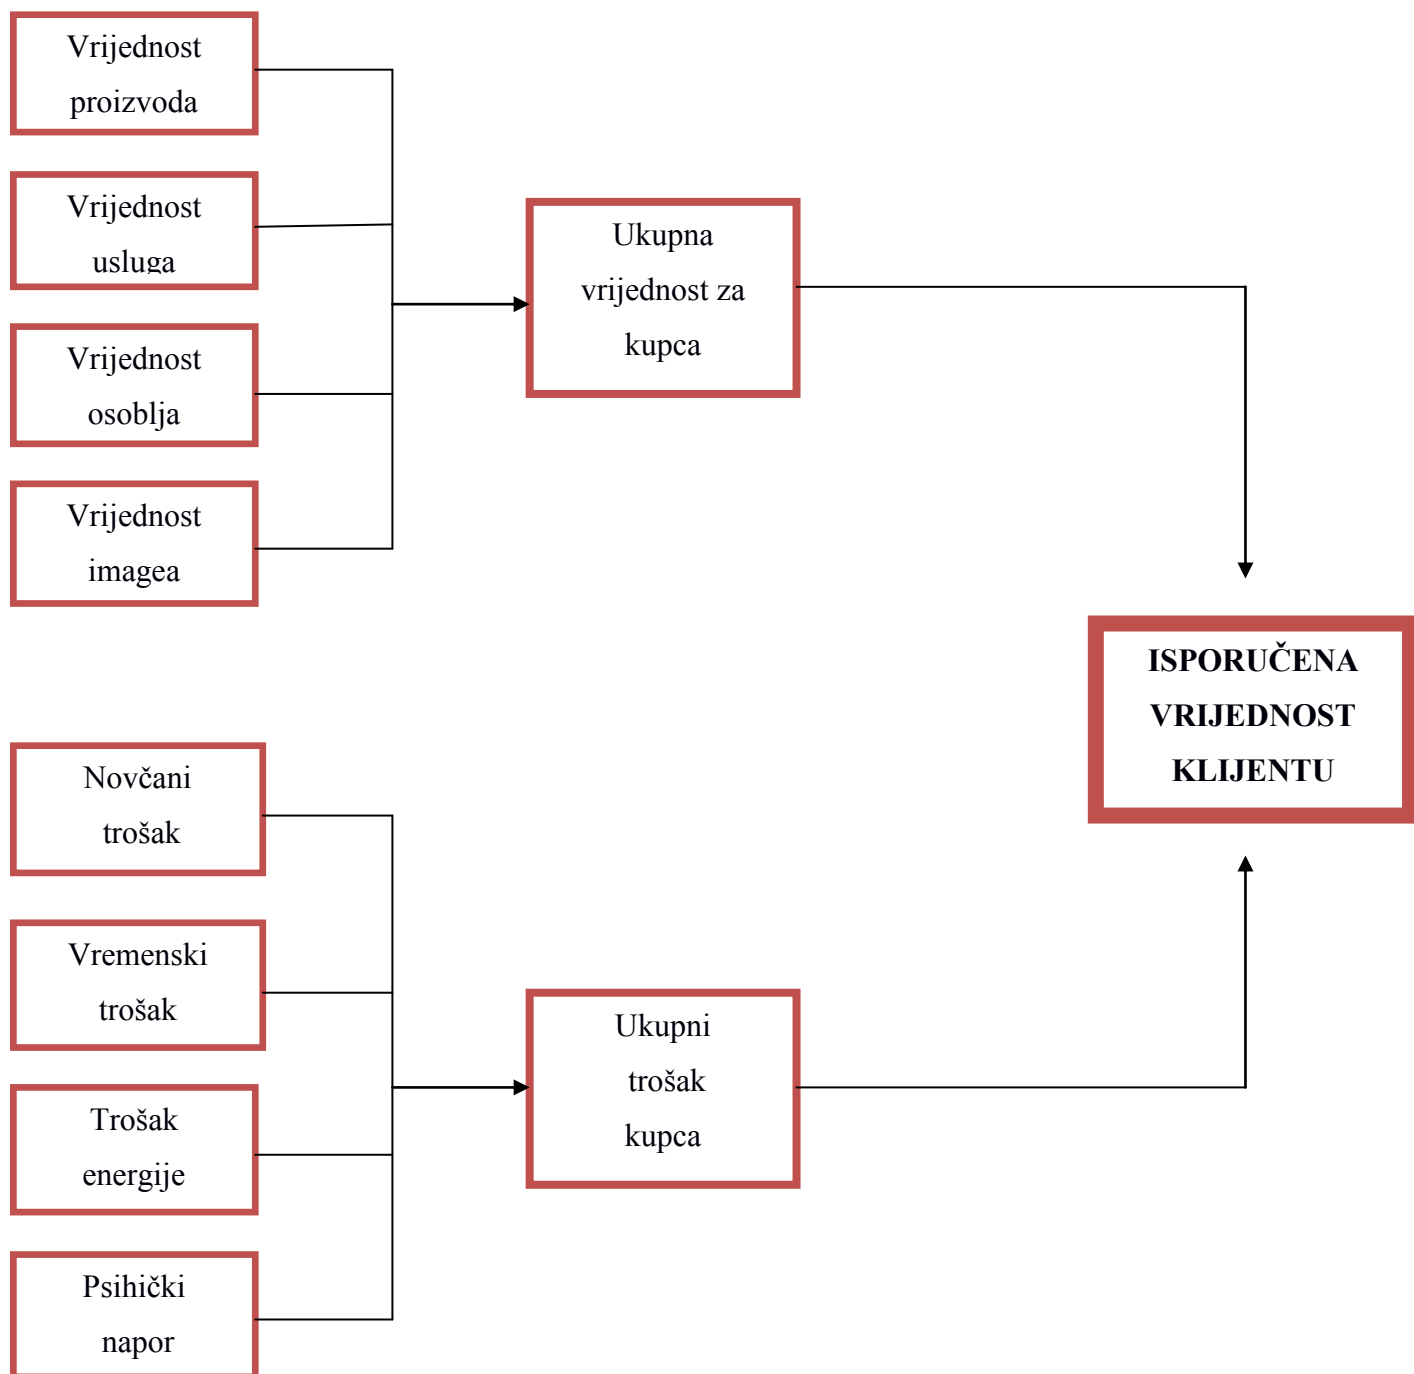 Vrijednost
proizvoda
Vrijednost
usluga
Vrijednost
osoblja
Vrijednost
imagea
Ukupna
vrijednost za
kupca
ISPORUČENA
VRIJEDNOST
KLIJENTU
Novčani
trošak
Vremenski
trošak
Trošak
energije
Psihički
napor
Ukupni
trošak
kupca